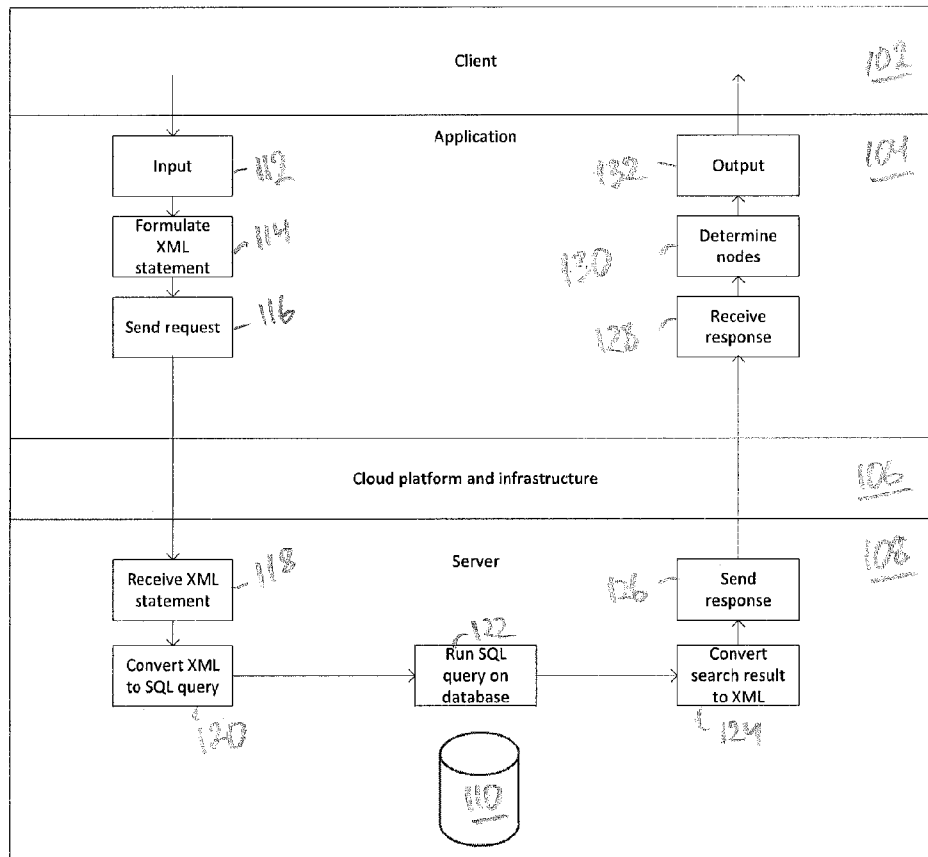 Client
102
Application
104
Input
112
Formulate
XML
statement
114
Send request
116
132
Output
130
Determine
nodes
128
Receive
response
Cloud platform and infrastructure
106
Server
108
Receive XML
statement
118
Convert XML
to SQL query
120
122
Run SQL
query on
database
126
Send
response
Convert
search result
to XML
124
110